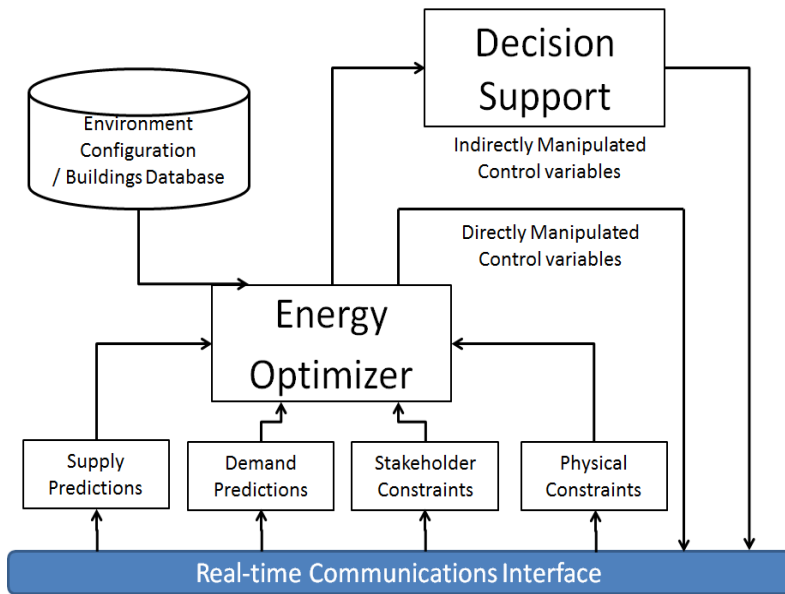 Decision
Support
Environment
Configuration
/ Buildings Database
Indirectly Manipulated
Control variables
Directly Manipulated
Control variables
Energy
Optimizer
Supply
Predictions
Demand
Predictions
Stakeholder
Constraints
Physical
Constraints
Real-time Communications Interface